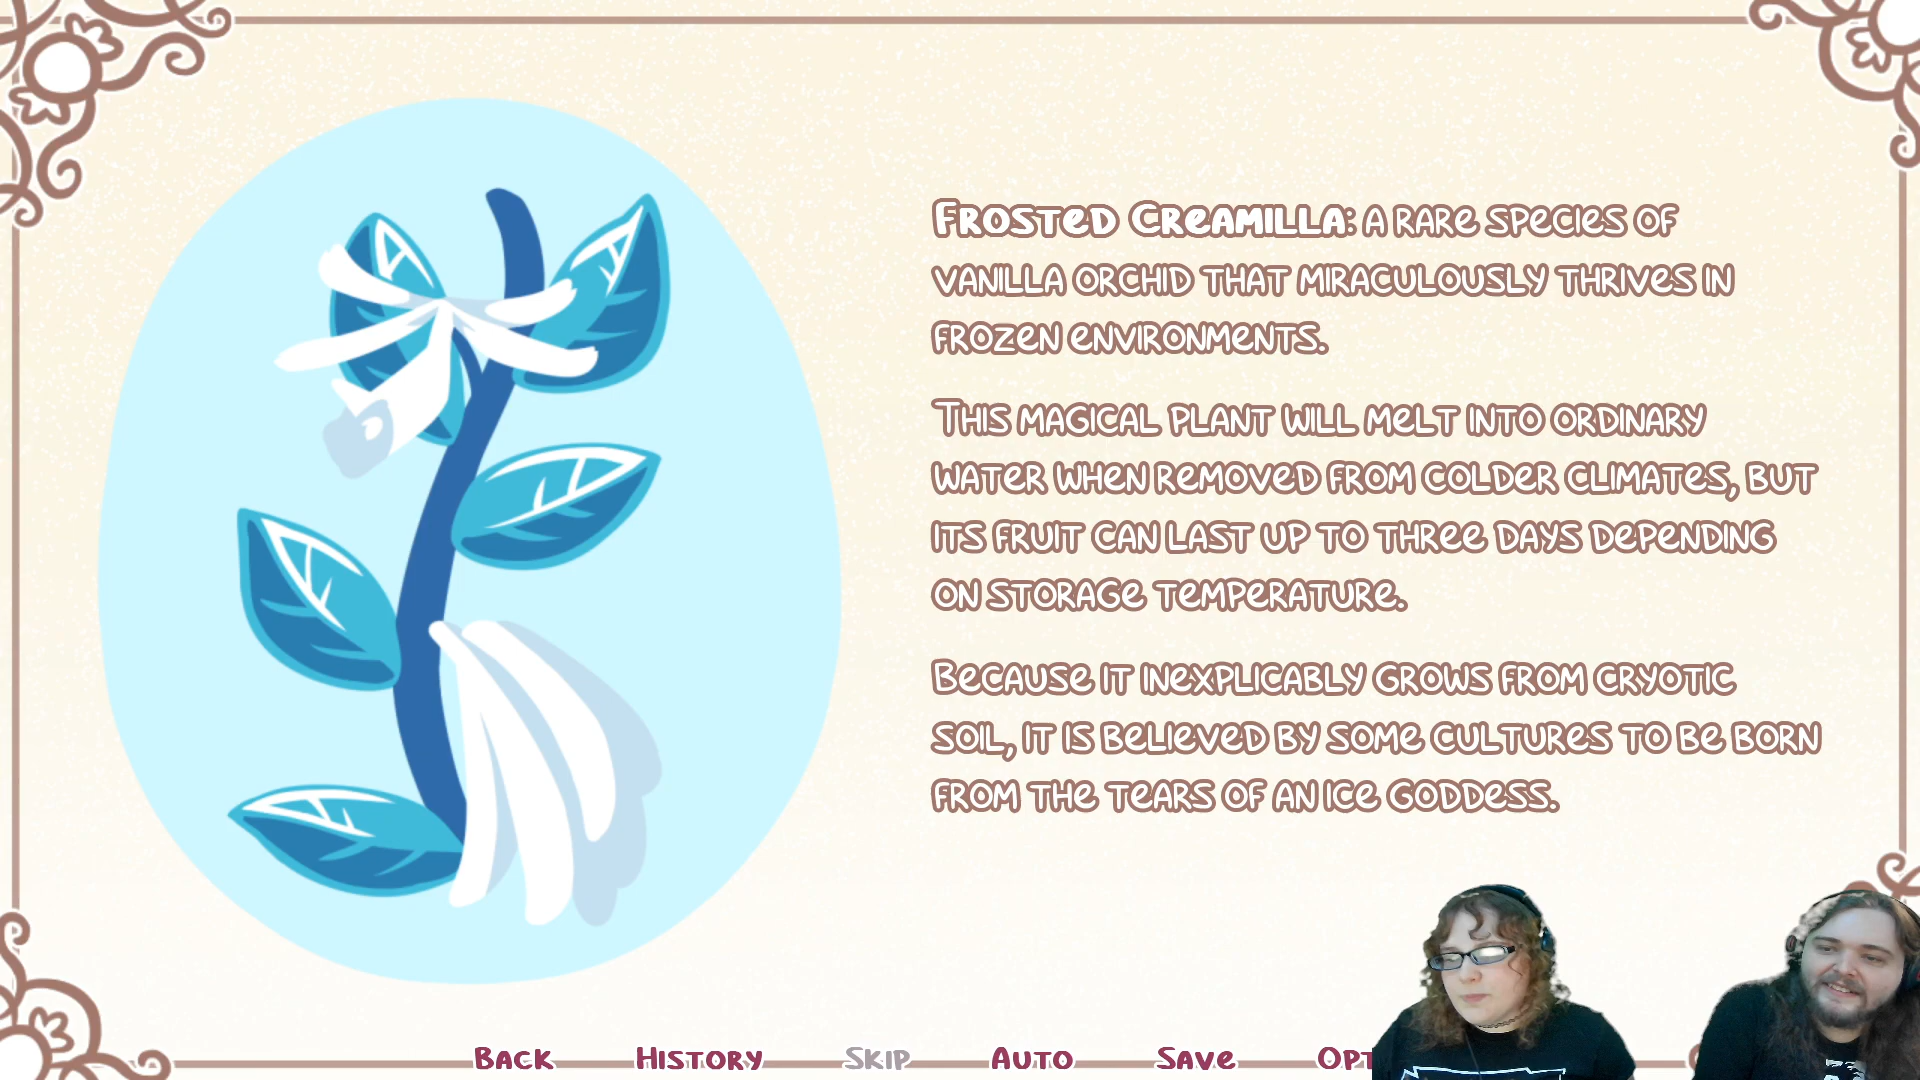 Frosted Creamilla: a rare species of
vanilla orchid that miraculously thrives in
frozen environments.
This magical plant will melt into ordinary
water when removed from colder climates, but
its fruit can last up to three days depending
on storage temperature.
Because it inexplicably grows from cryotic
soil, it is believed by some cultures to be born
from the tears of an ice goddess.
Back History Skip Auto Save Opt